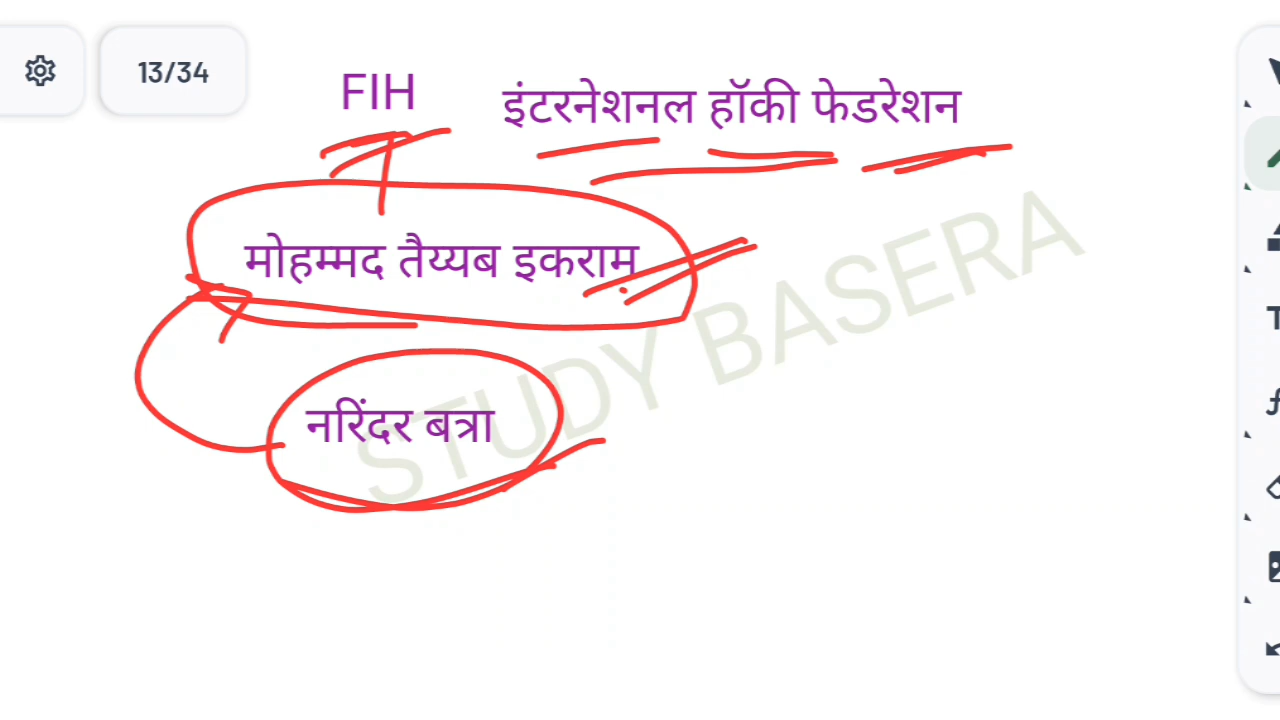 13/34
FIH इंटरनेशनल हॉकी फेडरेशन
मोहम्मद तैय्यब इकराम
नरिंदर बत्रा
STUDY BASERA